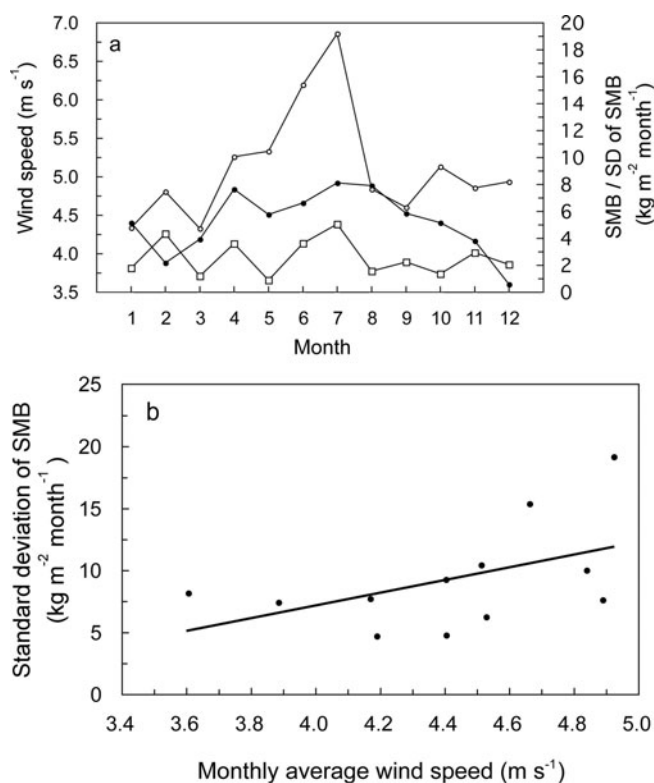 a
7.0
6.5
6.0
5.5
5.0
4.5
4.0
3.5
Wind speed (m s⁻¹)
20
18
16
14
12
10
8
6
4
2
0
SMB / SD of SMB
(kg m⁻² month⁻¹)
1 2 3 4 5 6 7 8 9 10 11 12
Month
b
25
20
15
10
5
0
Standard deviation of SMB
(kg m⁻² month⁻¹)
3.4 3.6 3.8 4.0 4.2 4.4 4.6 4.8 5.0
Monthly average wind speed (m s⁻¹)